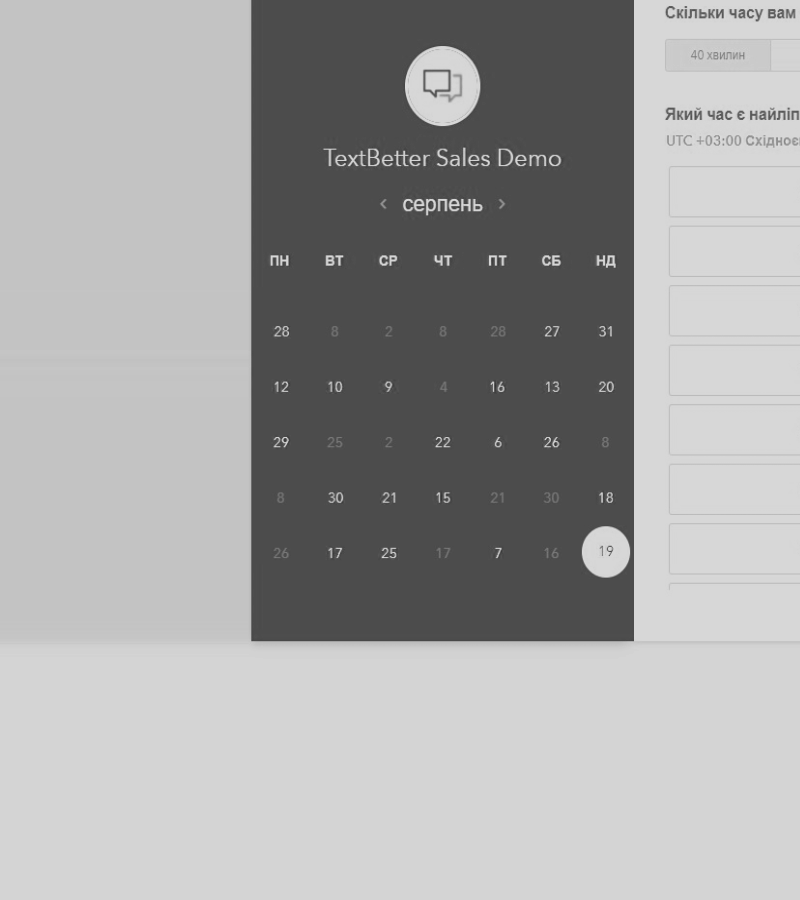 Скільки часу вам
40 хвилин
TextBetter Sales Demo
серпень
ПН ВТ СР ЧТ ПТ СБ НД
28 8 2 8 28 27 31
12 10 9 4 16 13 20
29 25 2 22 6 26 8
8 30 21 15 21 30 18
26 17 25 17 7 16 19
Який час є найліп
UTC +03:00 Східноє